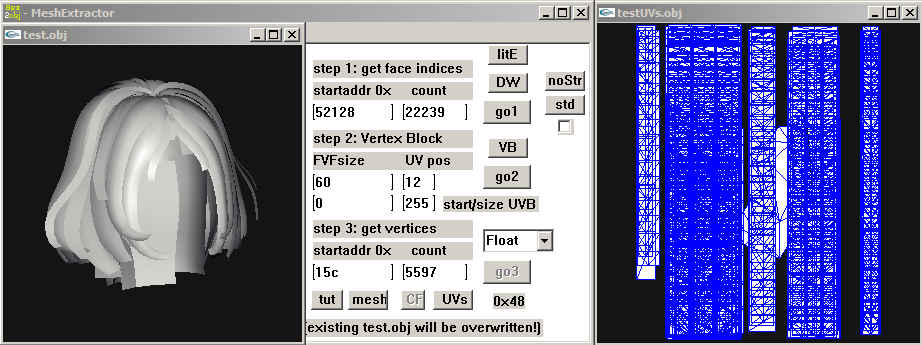 Hex
2obj - MeshExtractor
test.obj
testUVs.obj
litE
step 1: get face indices
noStr
DW
startaddr 0x count
std
[52128 ] [22239 ]
go1
step 2: Vertex Block
VB
FVFsize UV pos
go2
[60 ] [12 ]
[0 ] [255 ] start/size UVB
step 3: get vertices
Float
startaddr 0x count
[15c ] [5597 ]
go3
tut mesh CF UVs 0x48
(existing test.obj will be overwritten!)